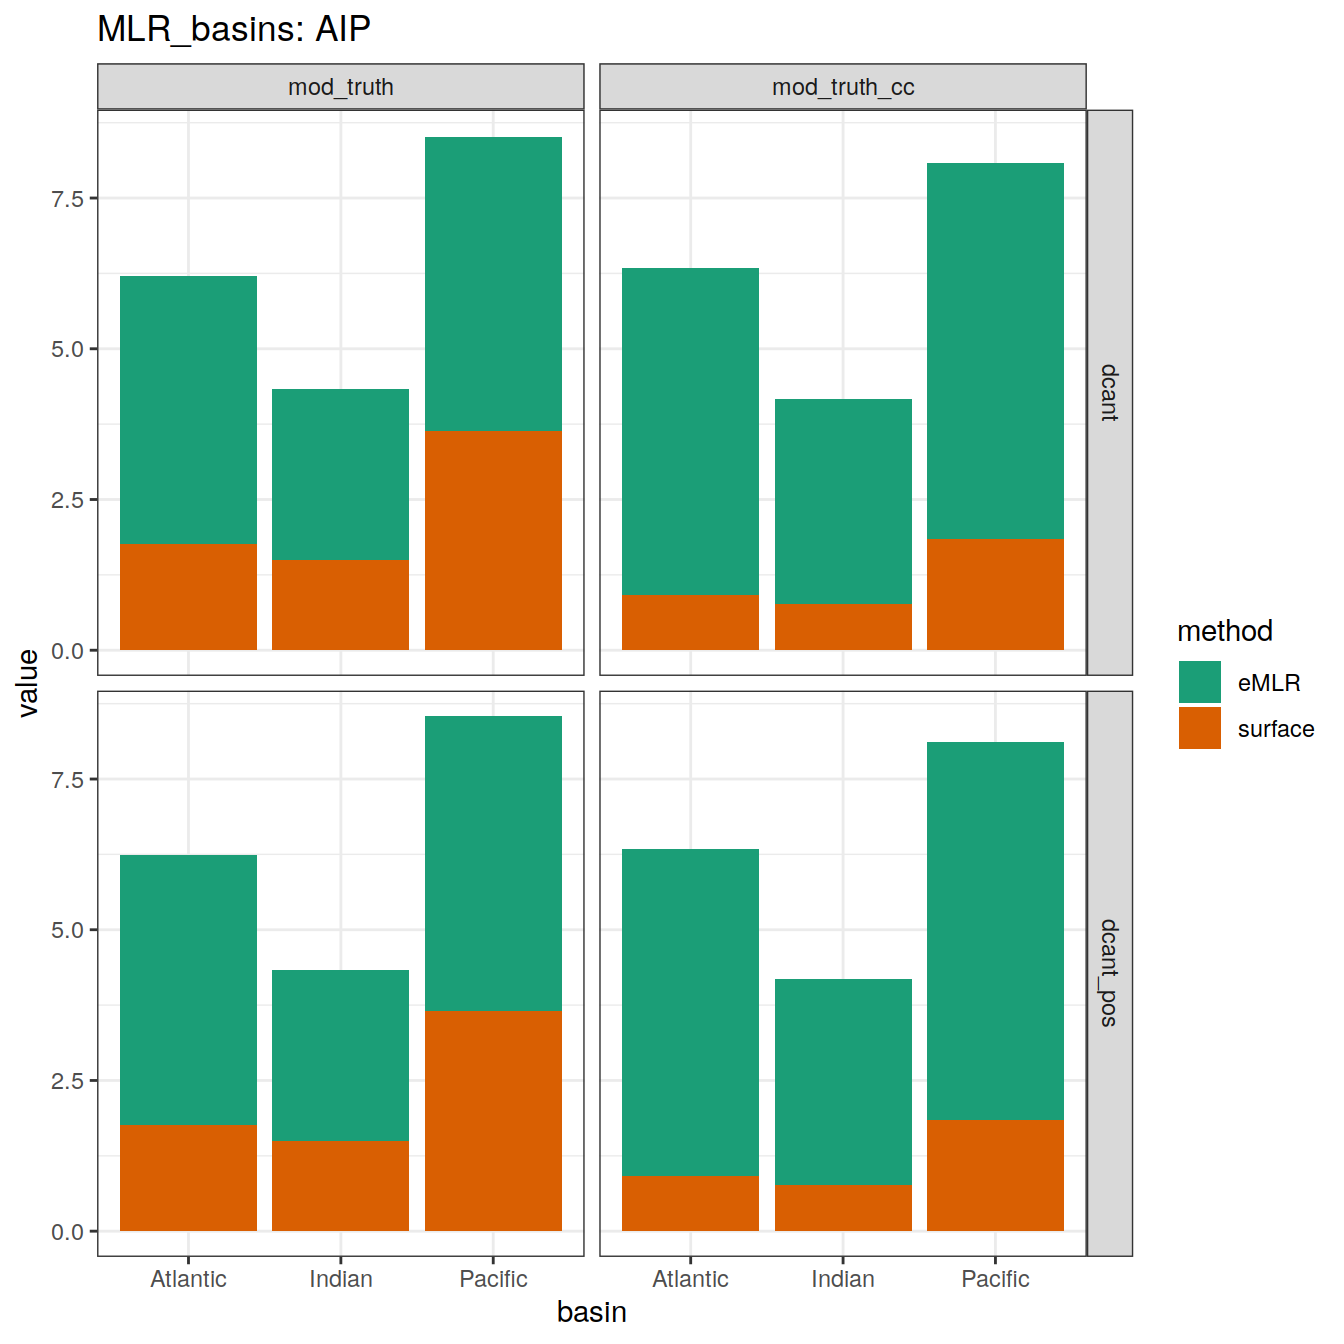 MLR_basins: AIP
mod_truth
mod_truth_cc
7.5
5.0
2.5
0.0
dcant
value
7.5
5.0
2.5
0.0
dcant_pos
Atlantic
Indian
Pacific
Atlantic
Indian
Pacific
basin
method
eMLR
surface